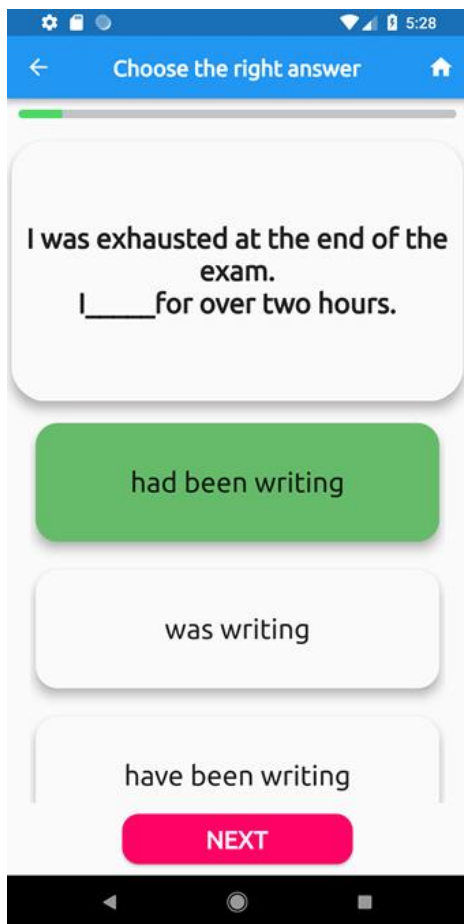 5:28
Choose the right answer
I was exhausted at the end of the
exam.
I_____for over two hours.
had been writing
was writing
have been writing
NEXT